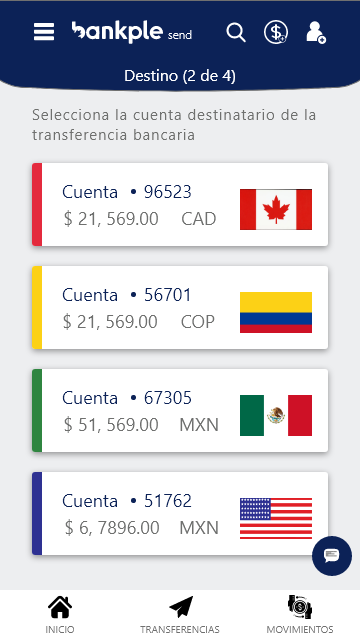 bankple send
Destino (2 de 4)
Selecciona la cuenta destinatario de la
transferencia bancaria
Cuenta • 96523
$ 21, 569.00 CAD
Cuenta • 56701
$ 21, 569.00 COP
Cuenta • 67305
$ 51, 569.00 MXN
Cuenta • 51762
$ 6, 7896.00 MXN
INICIO TRANSFERENCIAS MOVIMIENTOS